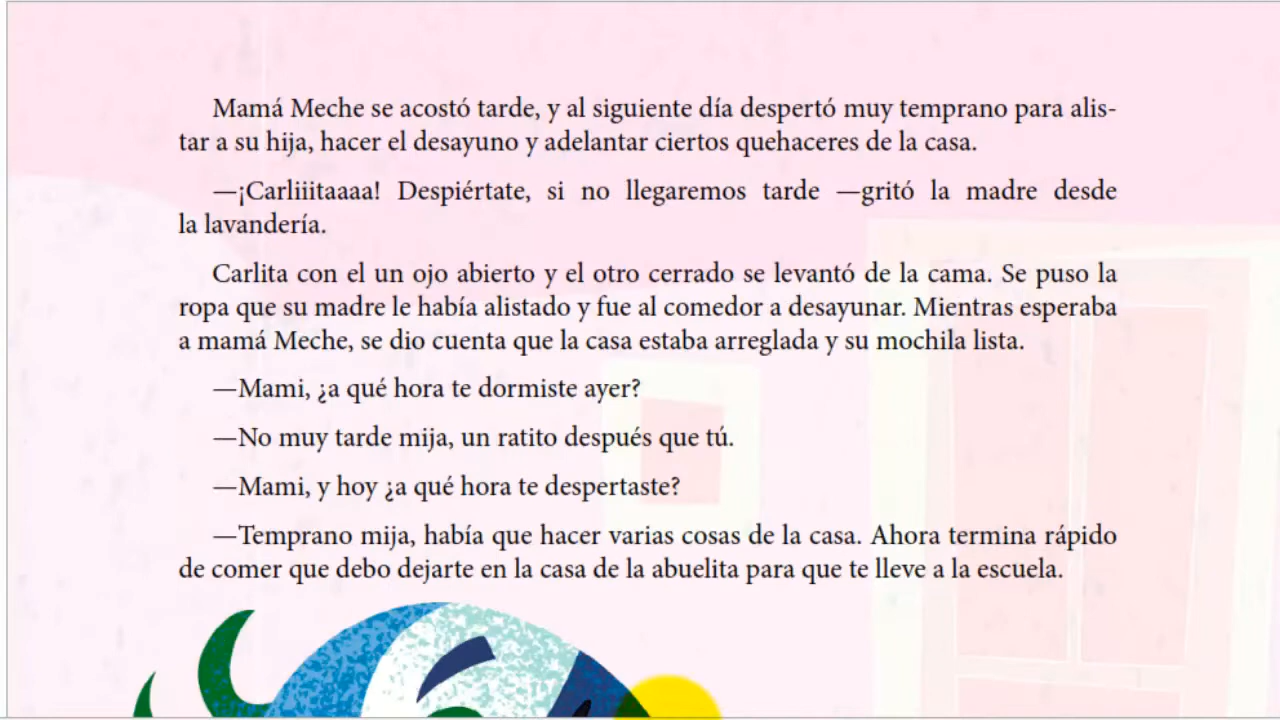 Mamá Meche se acostó tarde, y al siguiente día despertó muy temprano para alis-
tar a su hija, hacer el desayuno y adelantar ciertos quehaceres de la casa.
—¡Carliiitaaaa! Despiértate, si no llegaremos tarde —gritó la madre desde
la lavandería.
Carlita con el un ojo abierto y el otro cerrado se levantó de la cama. Se puso la
ropa que su madre le había alistado y fue al comedor a desayunar. Mientras esperaba
a mamá Meche, se dio cuenta que la casa estaba arreglada y su mochila lista.
—Mami, ¿a qué hora te dormiste ayer?
—No muy tarde mija, un ratito después que tú.
—Mami, y hoy ¿a qué hora te despertaste?
—Temprano mija, había que hacer varias cosas de la casa. Ahora termina rápido
de comer que debo dejarte en la casa de la abuelita para que te lleve a la escuela.